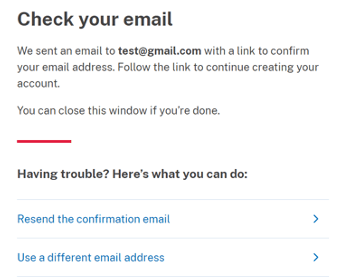 Check your email
We sent an email to test@gmail.com with a link to confirm
your email address. Follow the link to continue creating your
account.
You can close this window if you're done.
Having trouble? Here's what you can do:
Resend the confirmation email
Use a different email address